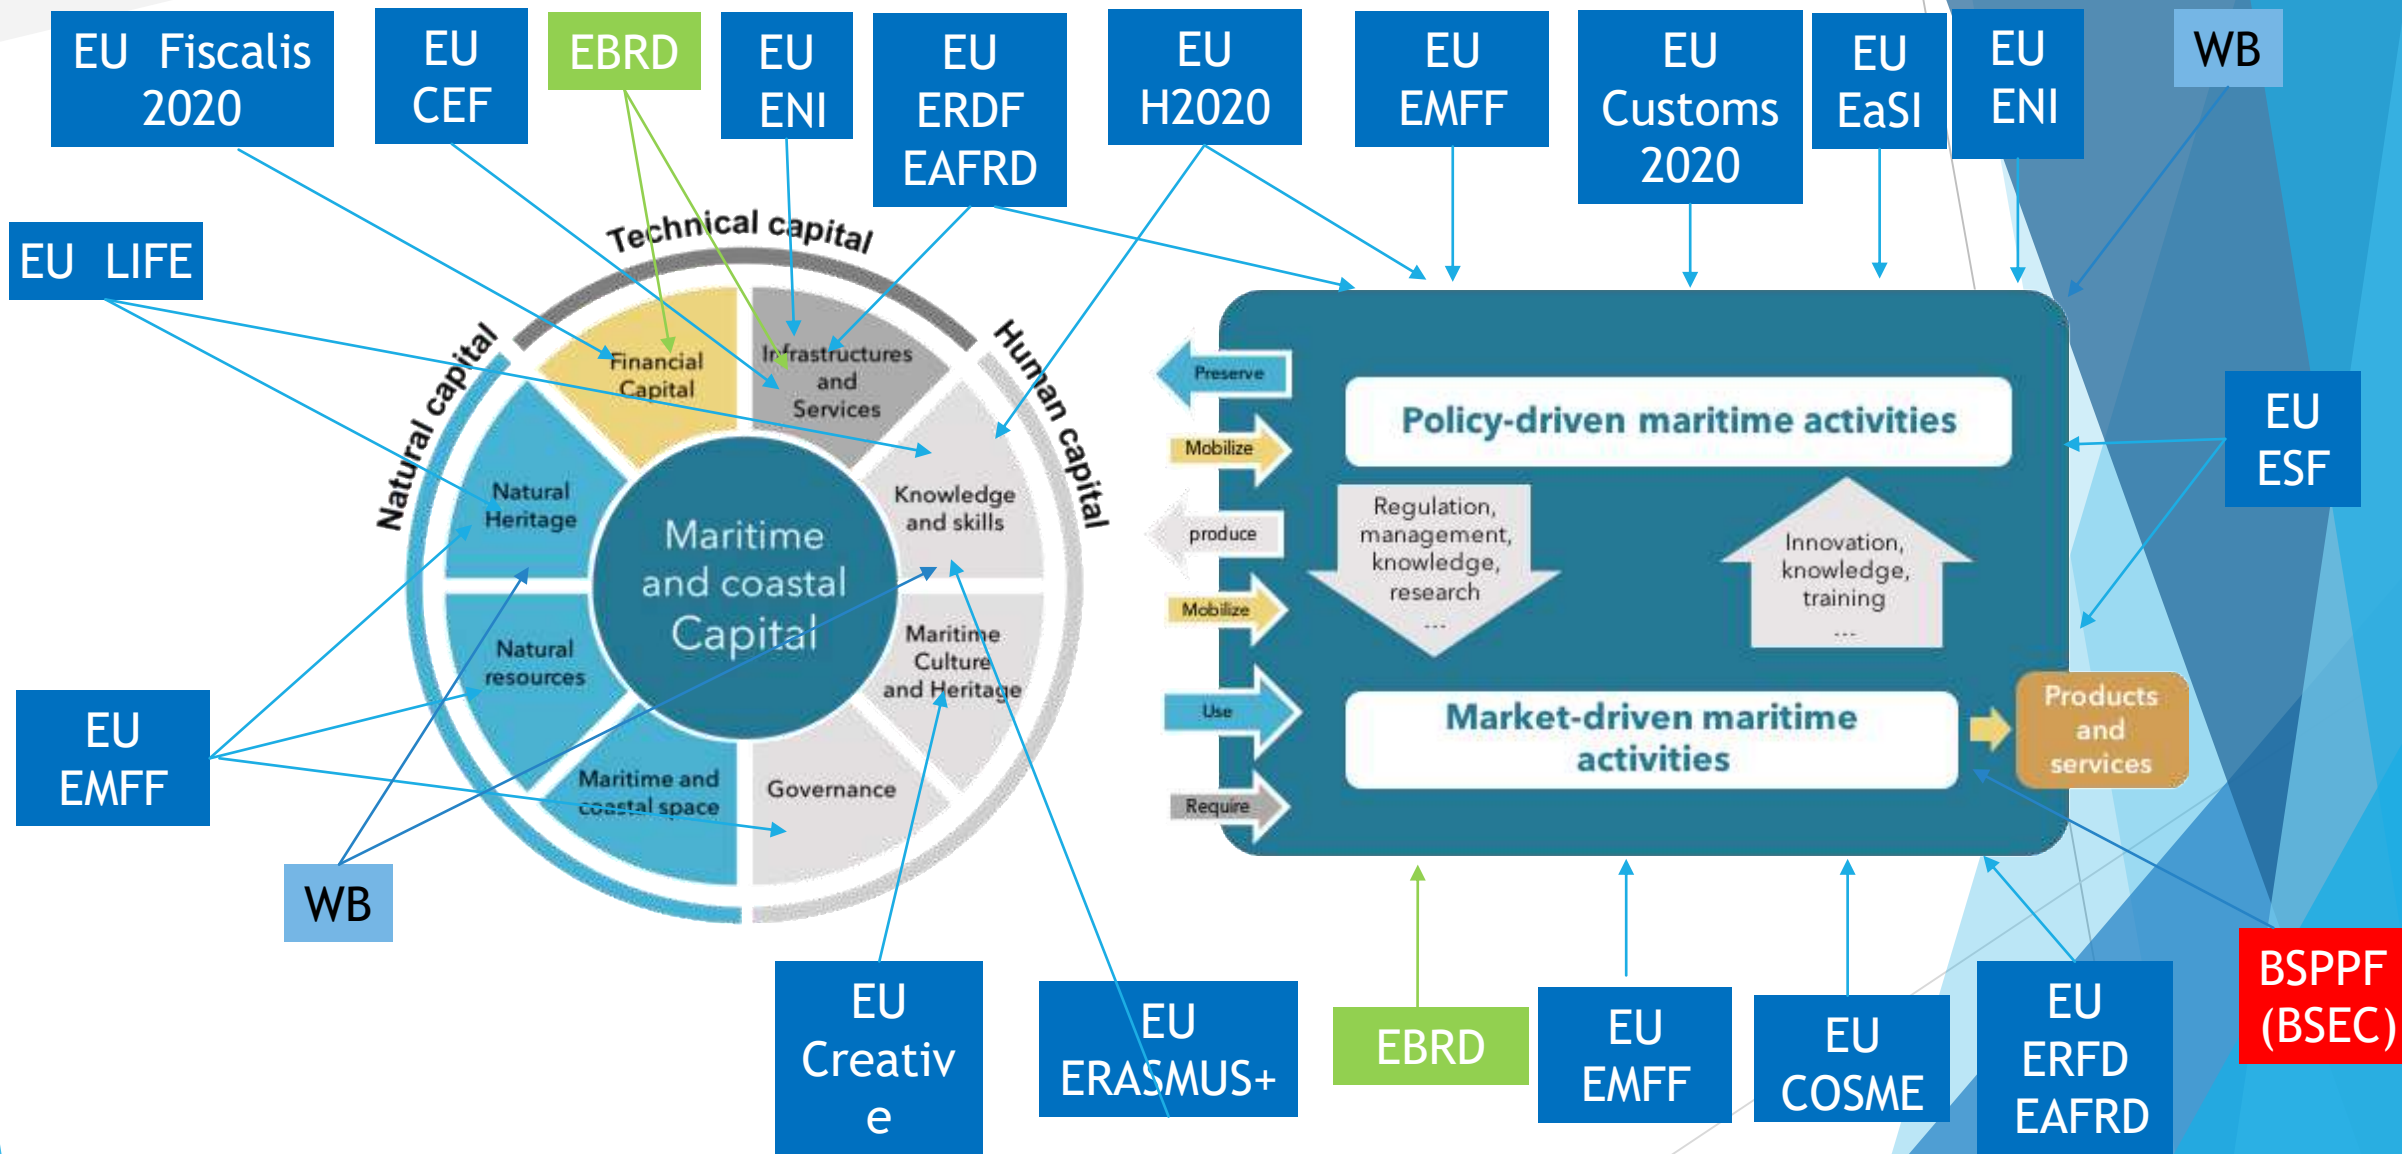 EU Fiscalis
2020
EU
CEF
EBRD
EU
ENI
EU
ERDF
EAFRD
EU
H2020
EU
EMFF
EU
Customs
2020
EU
EaSI
EU
ENI
WB
EU LIFE
Technical capital
Natural capital
Human capital
Financial
Capital
Infrastructures
and
Services
Natural
Heritage
Knowledge
and skills
Maritime
and coastal
Capital
Natural
resources
Maritime
Culture
and Heritage
Maritime and
coastal space
Governance
EU
EMFF
WB
EU
Creativ
e
EU
ERASMUS+
Preserve
Mobilize
produce
Mobilize
Use
Require
Policy-driven maritime activities
Regulation,
management,
knowledge,
research
...
Innovation,
knowledge,
training
...
Market-driven maritime
activities
Products
and
services
EU
ESF
EBRD
EU
EMFF
EU
COSME
EU
ERFD
EAFRD
BSPPF
(BSEC)